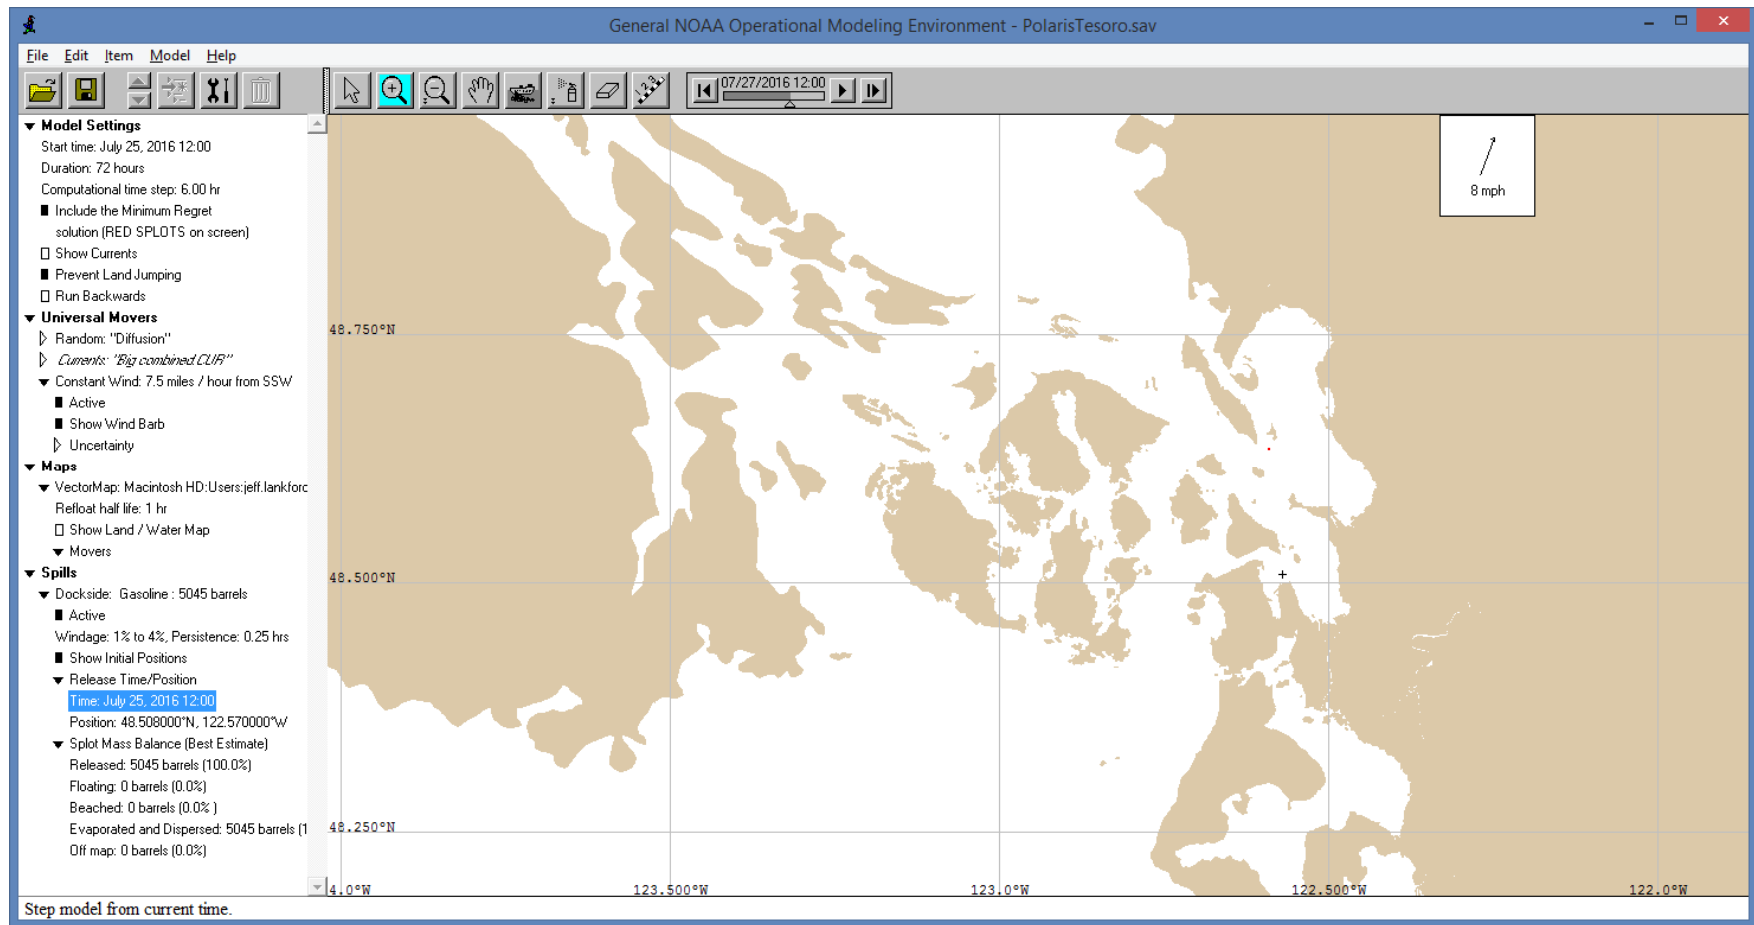 General NOAA Operational Modeling Environment - PolarisTesoro.sav
File Edit Item Model Help
07/27/2016 12:00
Model Settings
Start time: July 25, 2016 12:00
Duration: 72 hours
Computational time step: 6.00 hr
Include the Minimum Regret
solution (RED SPLOTS on screen)
Show Currents
Prevent Land Jumping
Run Backwards
Universal Movers
Random: "Diffusion"
Currents: "Big combined.CUR"
Constant Wind: 7.5 miles / hour from SSW
Active
Show Wind Barb
Uncertainty
Maps
VectorMap: Macintosh HD:Users:jeff.lankford
Refloat half life: 1 hr
Show Land / Water Map
Movers
Spills
Dockside: Gasoline : 5045 barrels
Active
Windage: 1% to 4%, Persistence: 0.25 hrs
Show Initial Positions
Release Time/Position
Time: July 25, 2016 12:00
Position: 48.508000°N, 122.570000°W
Splot Mass Balance (Best Estimate)
Released: 5045 barrels (100.0%)
Floating: 0 barrels (0.0%)
Beached: 0 barrels (0.0% )
Evaporated and Dispersed: 5045 barrels (1
Off map: 0 barrels (0.0%)
8 mph
48.750°N
48.500°N
48.250°N
4.0°W 123.500°W 123.0°W 122.500°W 122.0°W
Step model from current time.